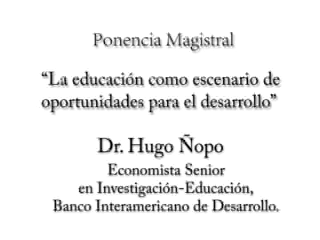 Ponencia Magistral
“La educación como escenario de
oportunidades para el desarrollo”
Dr. Hugo Ñopo
Economista Senior
en Investigación-Educación,
Banco Interamericano de Desarrollo.